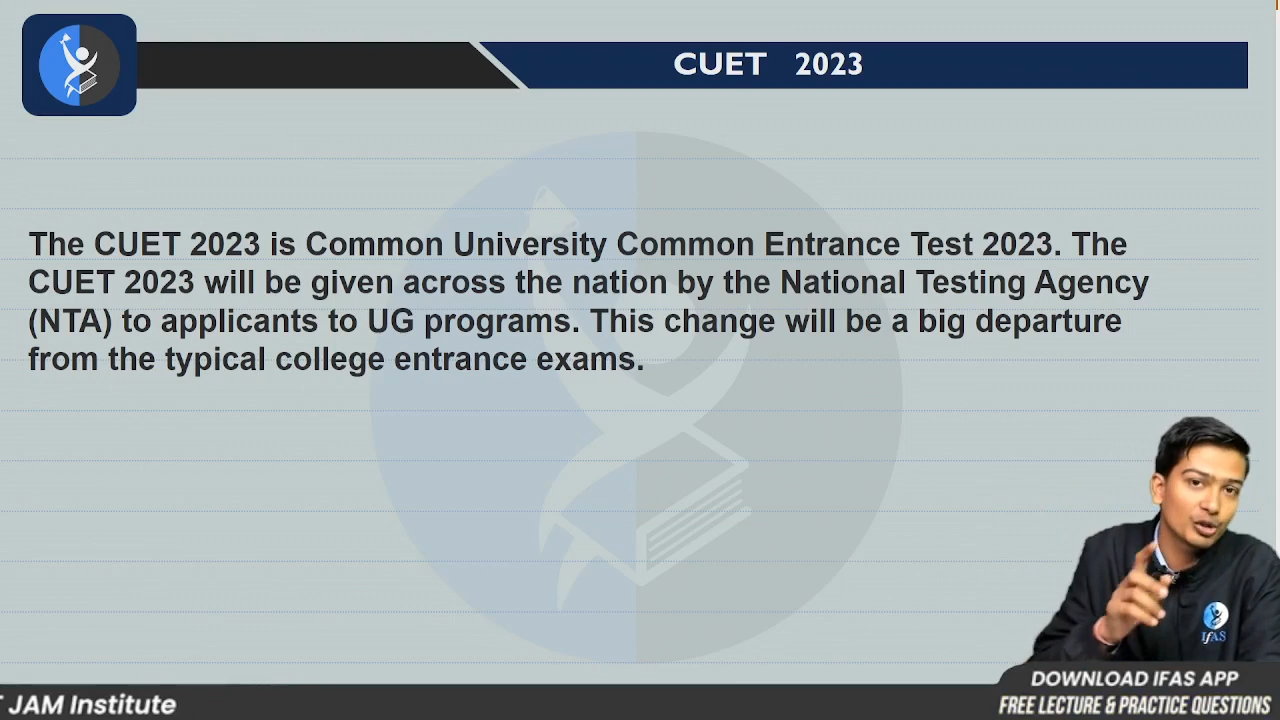 CUET 2023
The CUET 2023 is Common University Common Entrance Test 2023. The
CUET 2023 will be given across the nation by the National Testing Agency
(NTA) to applicants to UG programs. This change will be a big departure
from the typical college entrance exams.
IfAS
DOWNLOAD IFAS APP
JAM Institute
FREE LECTURE & PRACTICE QUESTIONS